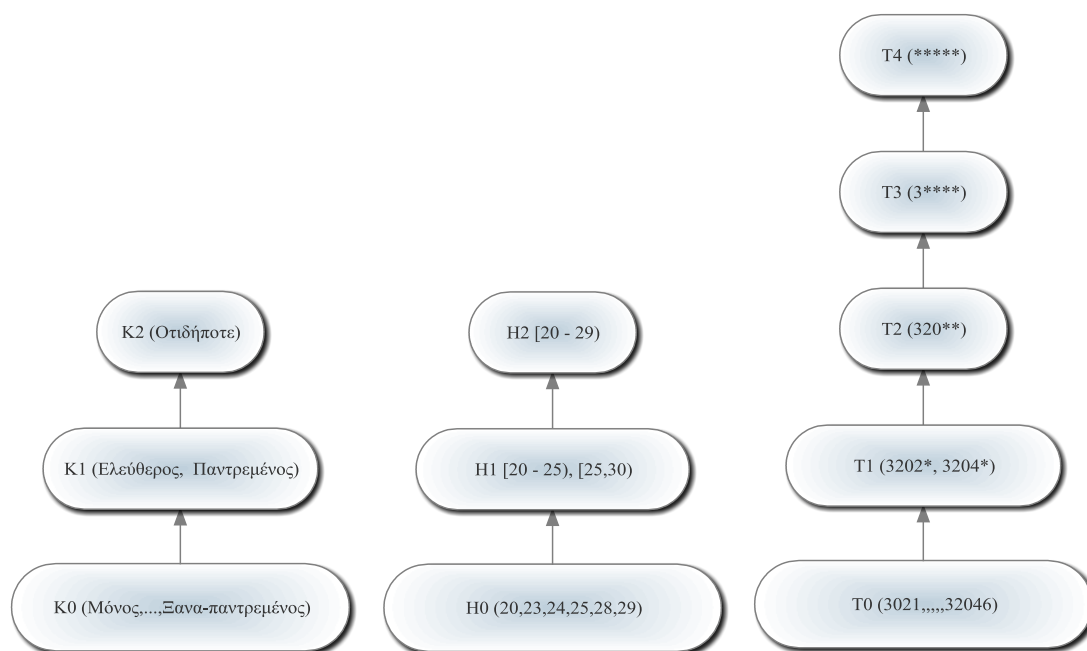 T4 (*****)
T3 (3****)
K2 (Οτιδήποτε)
H2 [20 - 29)
T2 (320**)
K1 (Ελεύθερος, Παντρεμένος)
H1 [20 - 25), [25,30)
T1 (3202*, 3204*)
K0 (Μόνος,...,Ξανα-παντρεμένος)
H0 (20,23,24,25,28,29)
T0 (3021,,,,,32046)